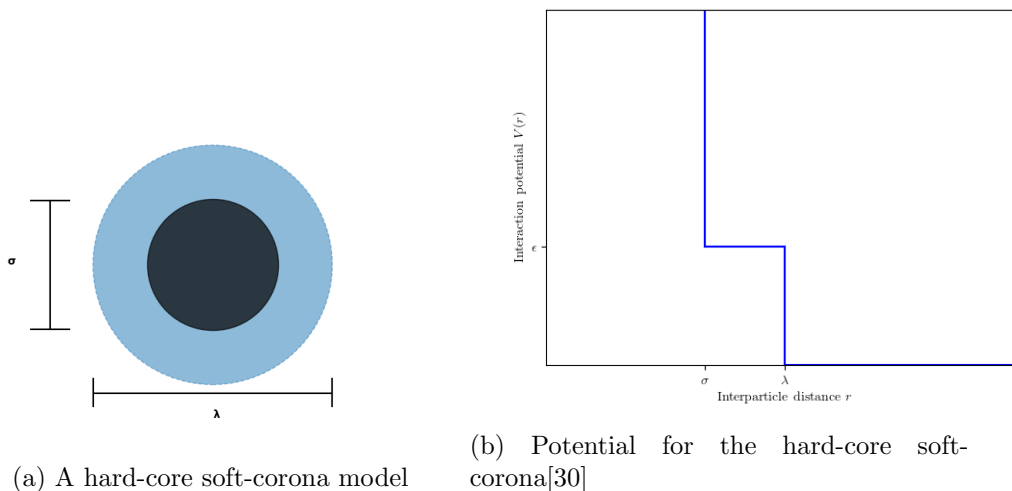 σ
λ
(a) A hard-core soft-corona model
Interaction potential V(r)
ϵ
σ
λ
Interparticle distance r
(b) Potential for the hard-core soft-
corona[30]